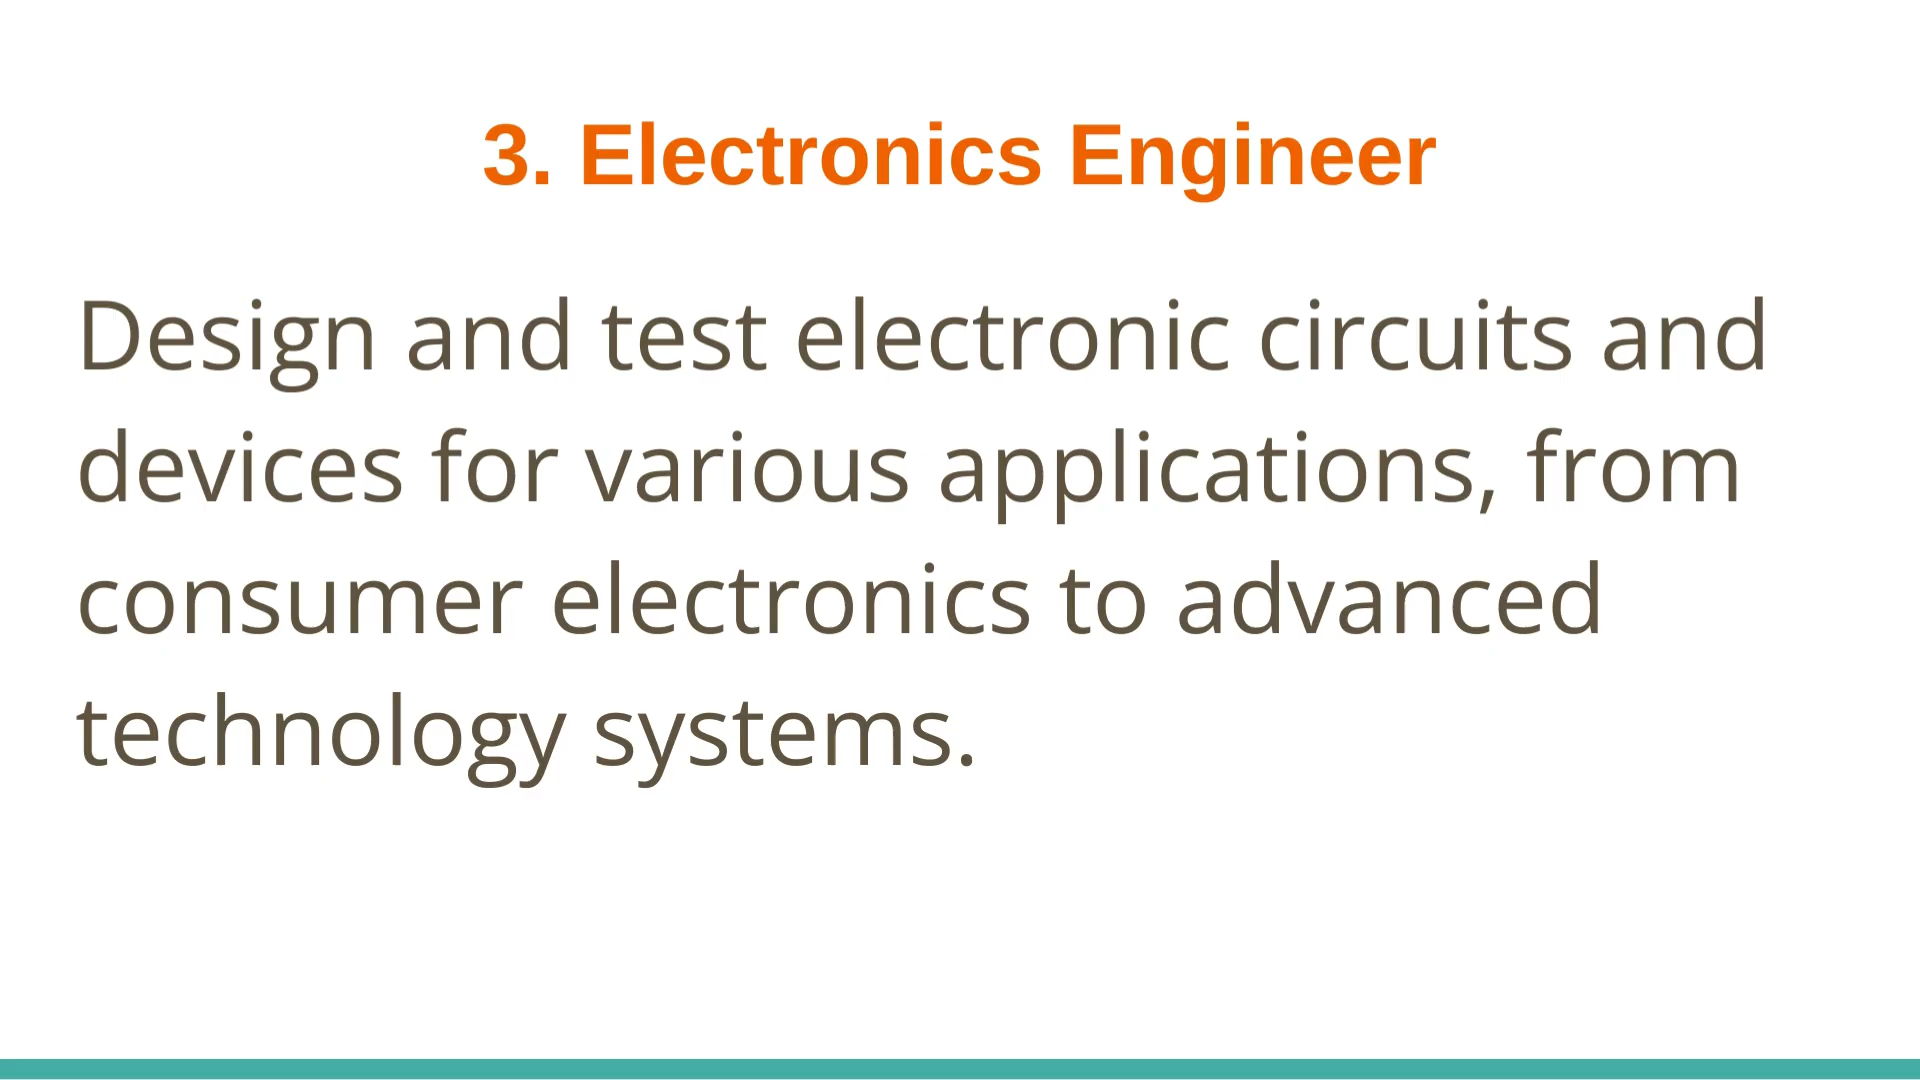 3. Electronics Engineer
Design and test electronic circuits and
devices for various applications, from
consumer electronics to advanced
technology systems.